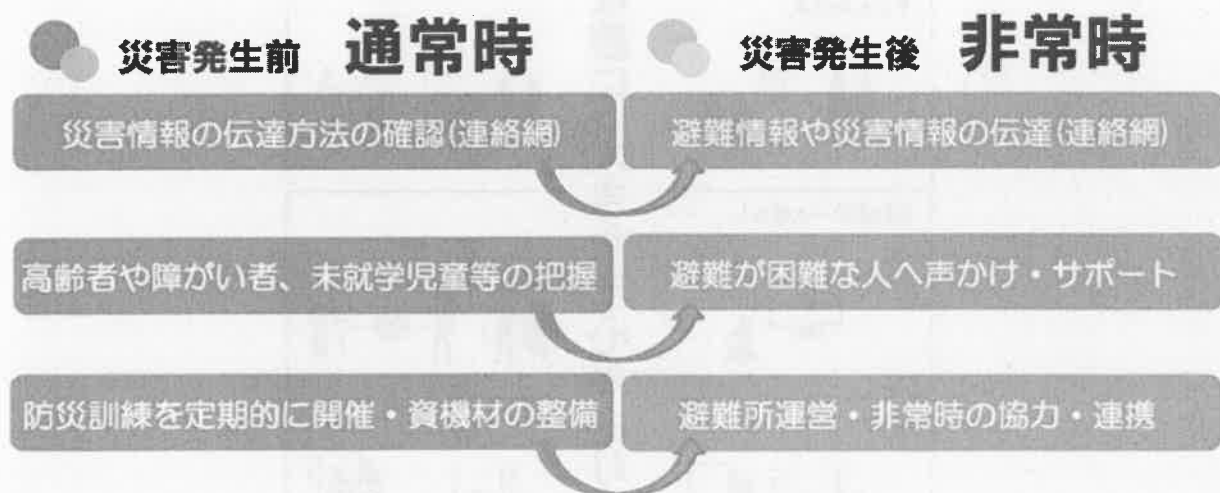 災害発生前 通常時
災害発生後 非常時
災害情報の伝達方法の確認(連絡網)
避難情報や災害情報の伝達(連絡網)
高齢者や障がい者、未就学児童等の把握
避難が困難な人へ声かけ・サポート
防災訓練を定期的に開催・資機材の整備
避難所運営・非常時の協力・連携